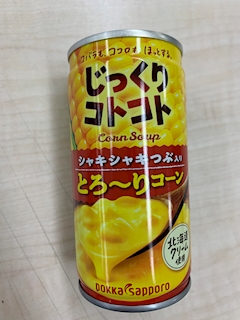 コバラも、ココロも、ほっとする。
じっくり
コトコト
Corn Soup
シャキシャキつぶ入り
とろ〜りコーン
北海道
クリーム
使用
pokka sapporo